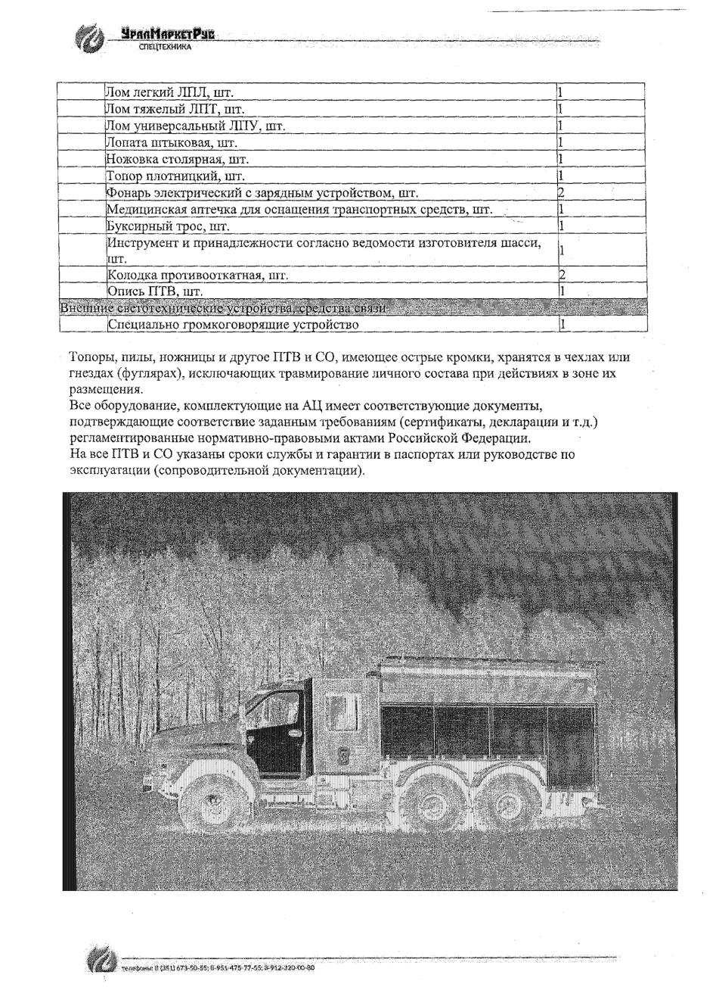 УралМаркетРус
СПЕЦТЕХНИКА
Лом легкий ЛПЛ, шт. 1
Лом тяжелый ЛПТ, шт. 1
Лом универсальный ЛПУ, шт. 1
Лопата штыковая, шт. 1
Ножовка столярная, шт. 1
Топор плотницкий, шт. 1
Фонарь электрический с зарядным устройством, шт. 2
Медицинская аптечка для оснащения транспортных средств, шт. 1
Буксирный трос, шт. 1
Инструмент и принадлежности согласно ведомости изготовителя шасси, 1
шт.
Колодка противооткатная, шт. 2
Опись ПТВ, шт. 1
Внешние светотехнические устройства, средства связи
Специально громкоговорящие устройство 1
Топоры, пилы, ножницы и другое ПТВ и СО, имеющее острые кромки, хранятся в чехлах или
гнездах (футлярах), исключающих травмирование личного состава при действиях в зоне их
размещения.
Все оборудование, комплектующие на АЦ имеет соответствующие документы,
подтверждающие соответствие заданным требованиям (сертификаты, декларации и т.д.)
регламентированные нормативно-правовыми актами Российской Федерации.
На все ПТВ и СО указаны сроки службы и гарантии в паспортах или руководстве по
эксплуатации (сопроводительной документации).
телефоны: 8 (351) 673-50-55; 8-951-475-77-55; 8-912-320-00-80